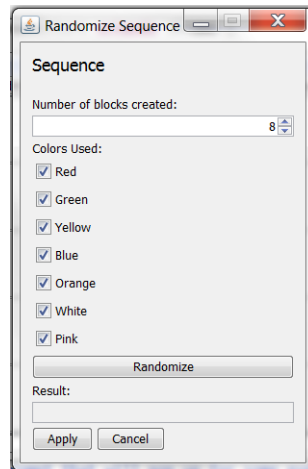 Randomize Sequence
Sequence
Number of blocks created:
8
Colors Used:
Red
Green
Yellow
Blue
Orange
White
Pink
Randomize
Result:
Apply Cancel